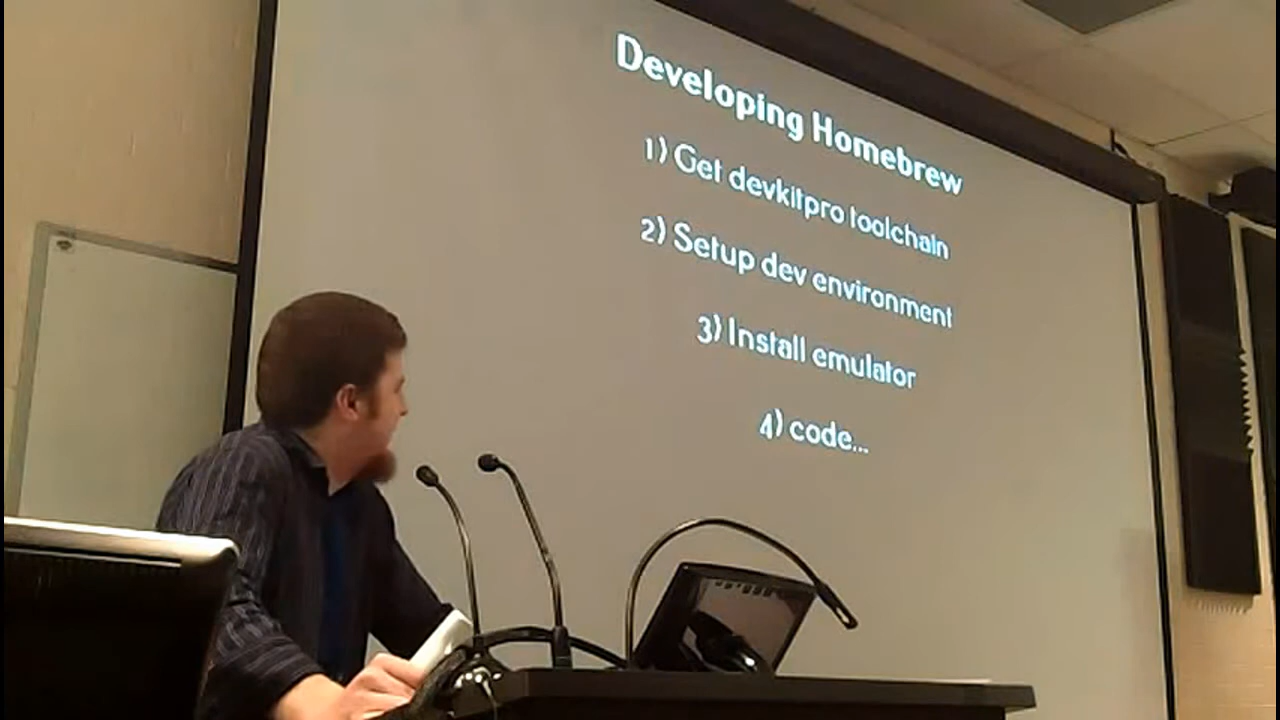 Developing Homebrew
1) Get devkitpro toolchain
2) Setup dev environment
3) Install emulator
4) code...